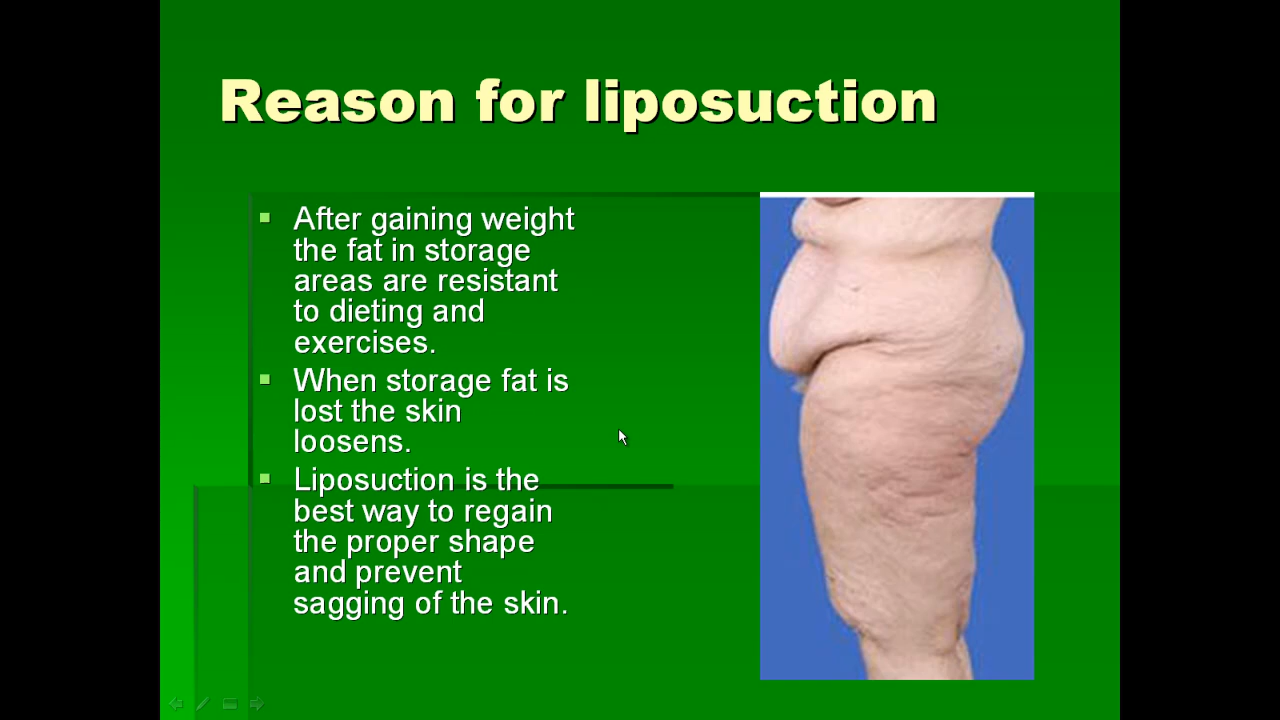 Reason for liposuction
After gaining weight
the fat in storage
areas are resistant
to dieting and
exercises.
When storage fat is
lost the skin
loosens.
Liposuction is the
best way to regain
the proper shape
and prevent
sagging of the skin.